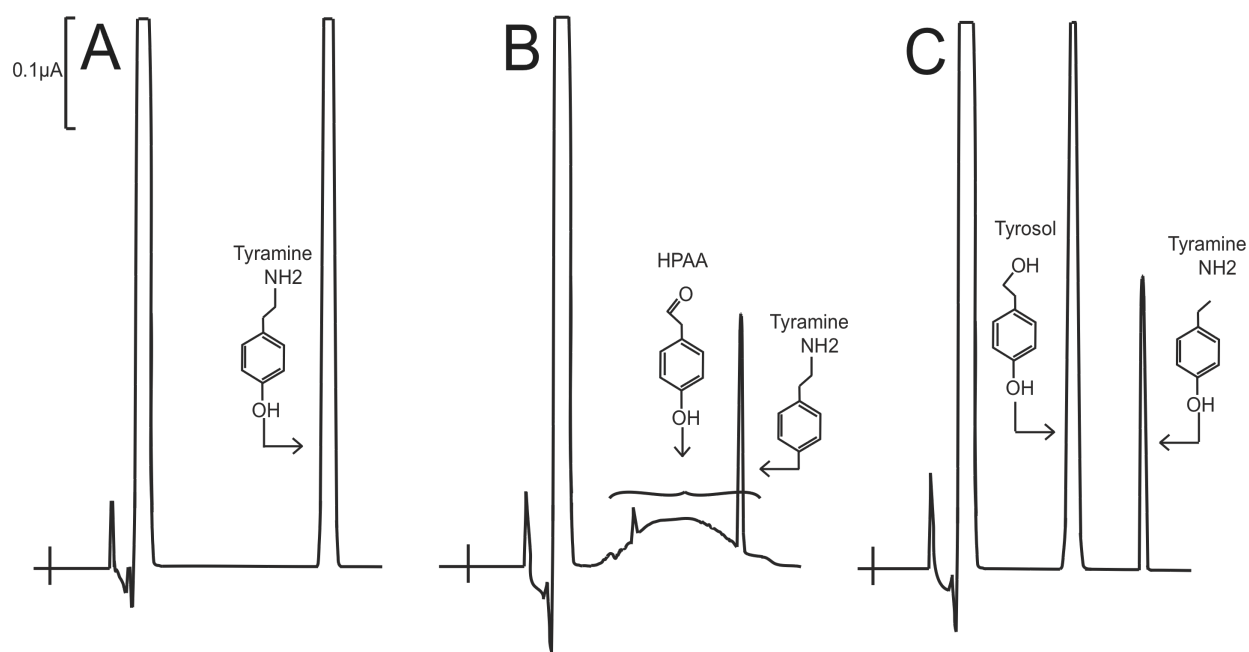 A
0.1µA
Tyramine
NH2
OH
B
HPAA
O
OH
Tyramine
NH2
C
Tyrosol
OH
OH
Tyramine
NH2
OH